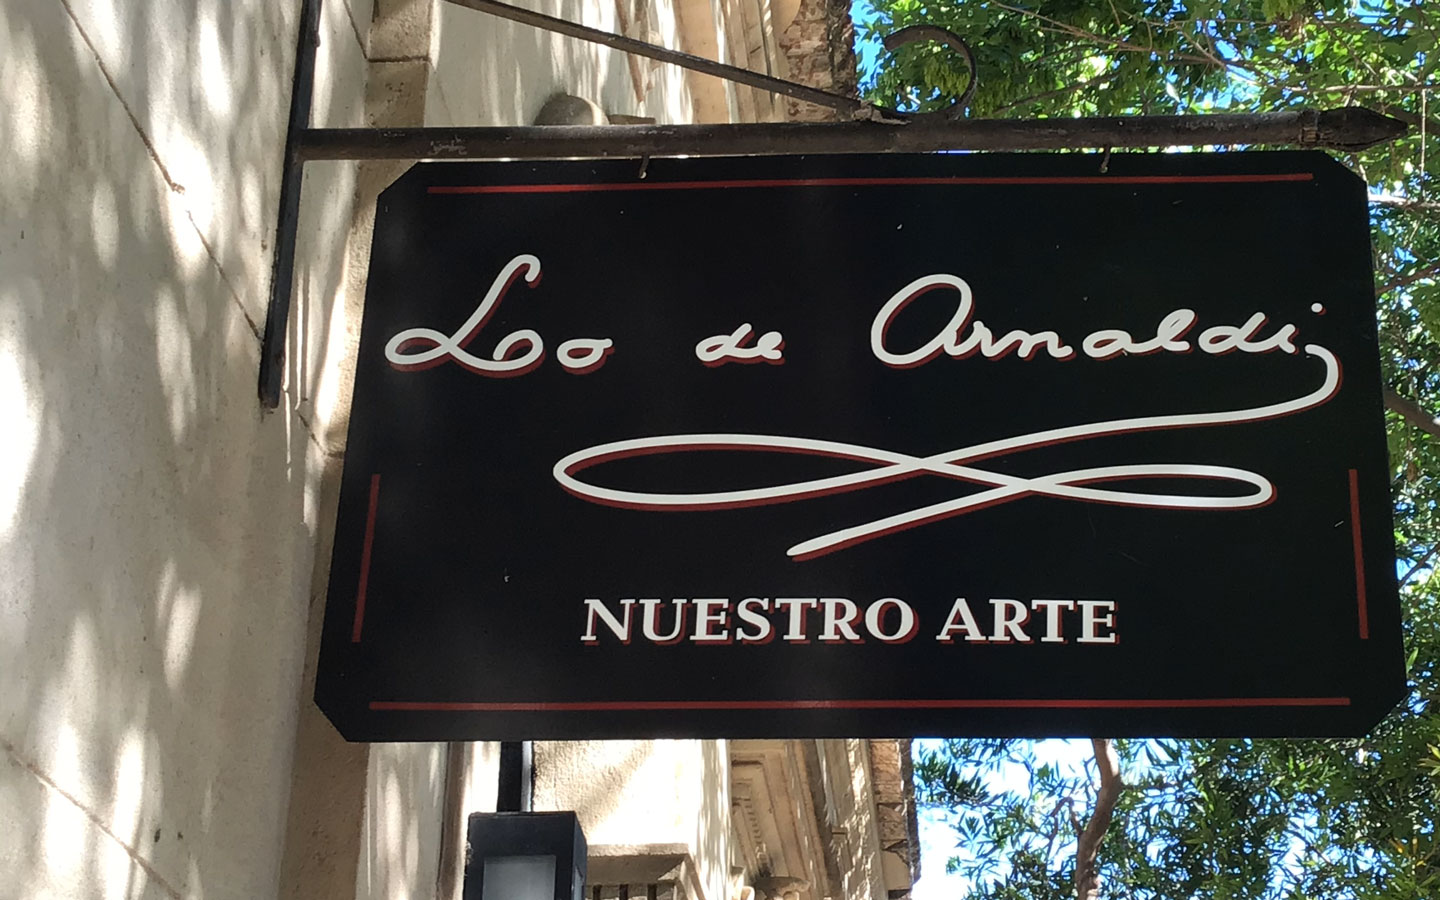 Lo de Arnaldi
NUESTRO ARTE